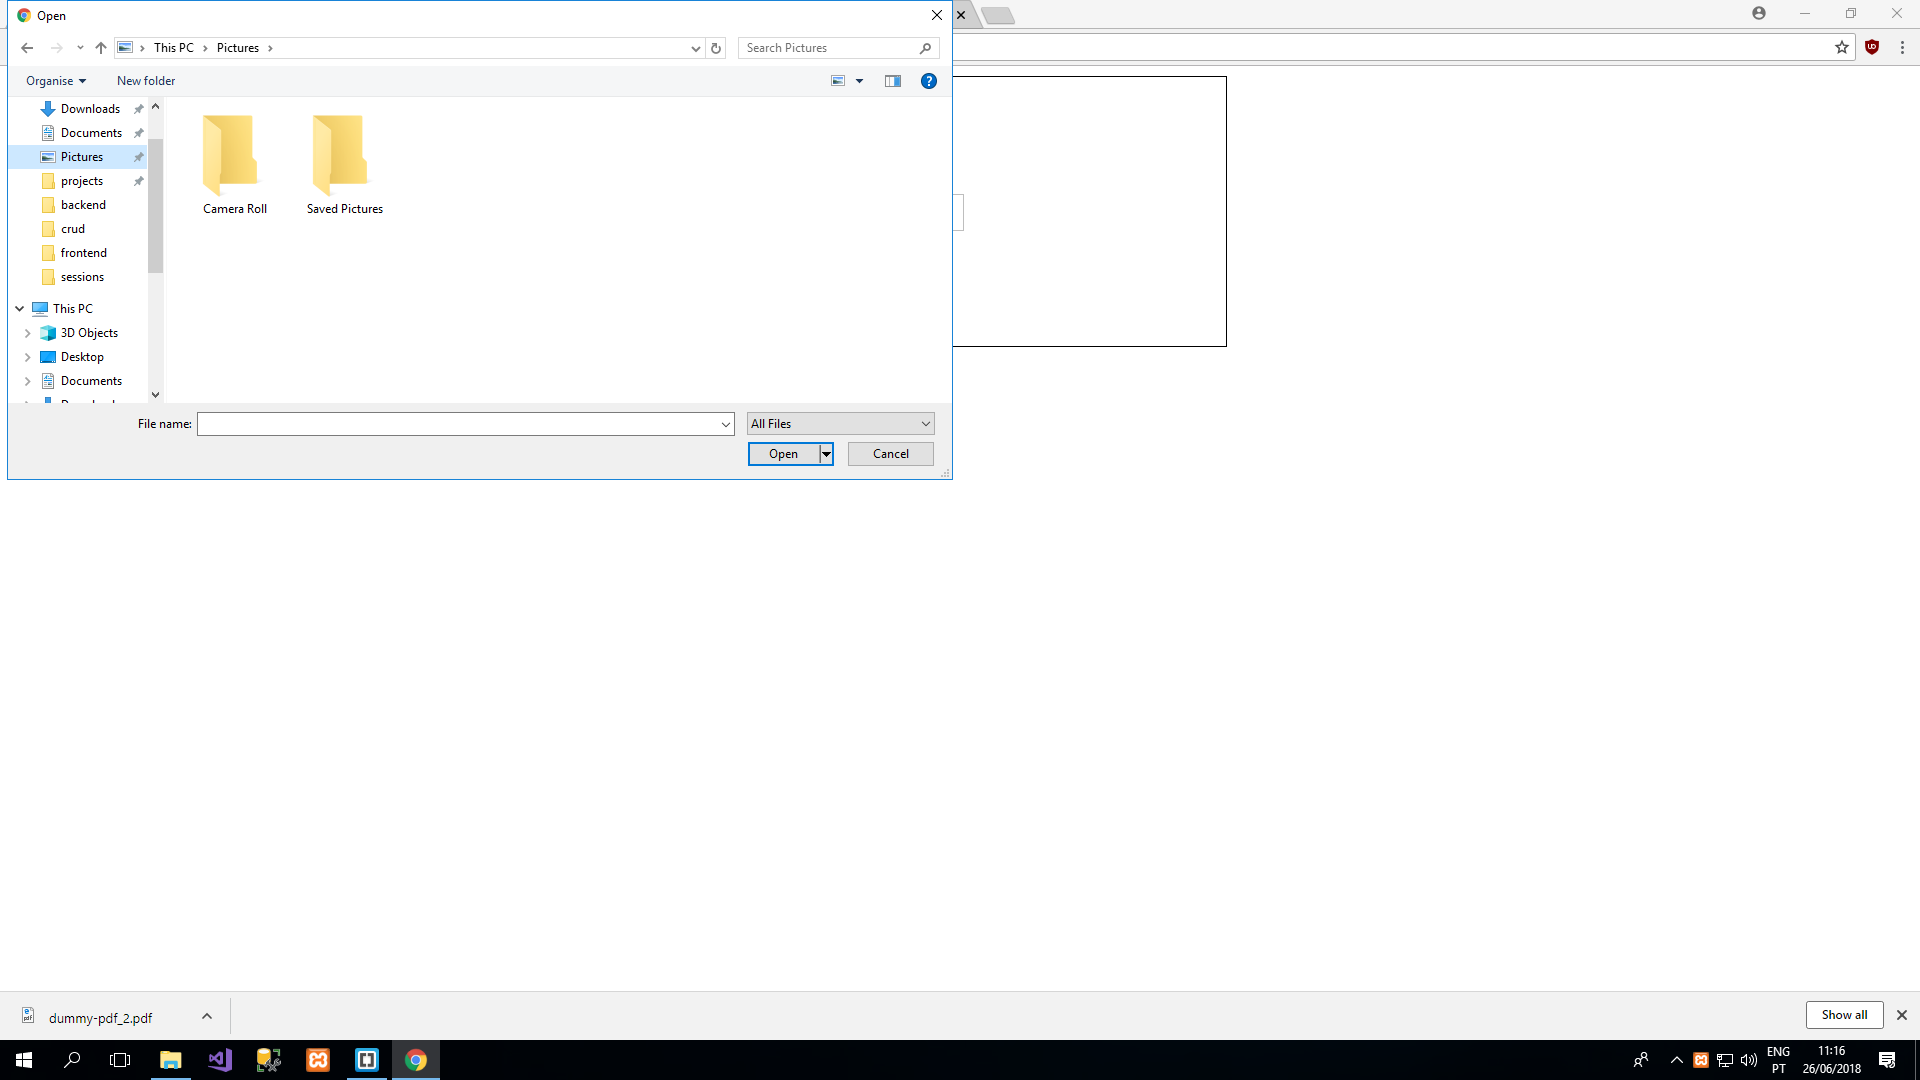 Open
This PC
Pictures
Search Pictures
Organise
New folder
Downloads
Documents
Pictures
projects
backend
crud
frontend
sessions
This PC
3D Objects
Desktop
Documents
Camera Roll
Saved Pictures
File name:
All Files
Open
Cancel
dummy-pdf_2.pdf
Show all
ENG
PT
11:16
26/06/2018